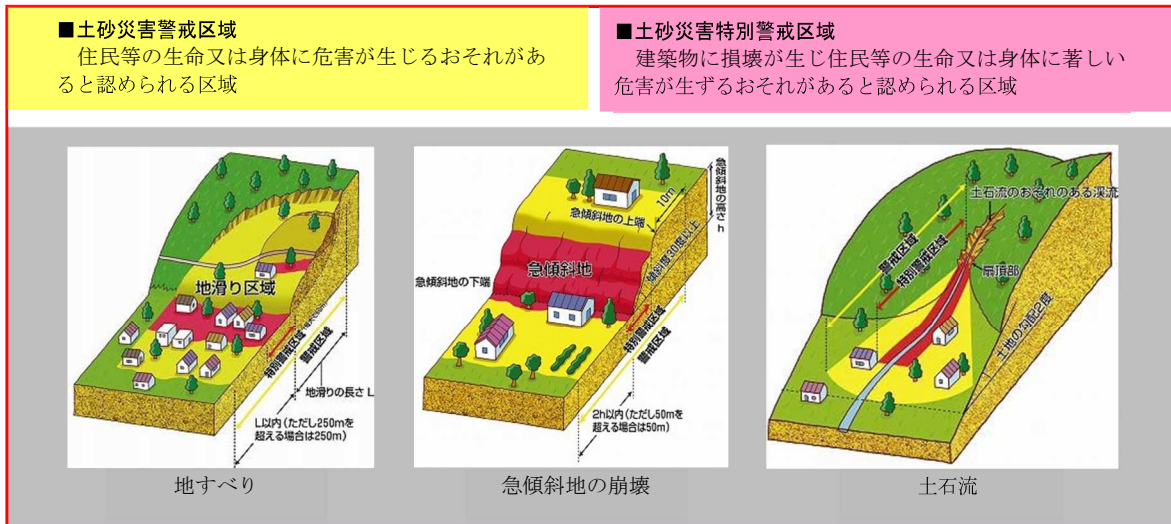 ■土砂災害警戒区域
住民等の生命又は身体に危害が生じるおそれがあ
ると認められる区域
■土砂災害特別警戒区域
建築物に損壊が生じ住民等の生命又は身体に著しい
危害が生ずるおそれがあると認められる区域
地滑り区域
特別警戒区域
警戒区域
地滑りの長さ L
L以内(ただし250mを
超える場合は250m)
地すべり
急傾斜地の高さh
10m
急傾斜地の上端
傾斜度30度以上
急傾斜地
急傾斜地の下端
特別警戒区域
警戒区域
2h以内(ただし50mを
超える場合は50m)
急傾斜地の崩壊
土石流のおそれのある渓流
警戒区域
特別警戒区域
扇頂部
土地の勾配2度
土石流